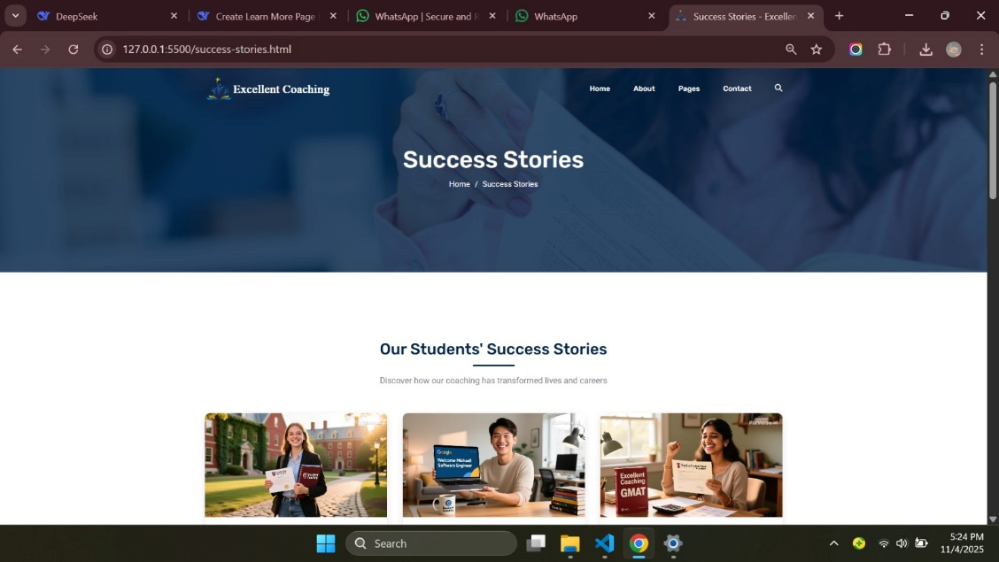 DeepSeek
Create Learn More Page
WhatsApp | Secure and R
WhatsApp
Success Stories - Excellen
127.0.0.1:5500/success-stories.html
Excellent Coaching
Home About Pages Contact
Success Stories
Home / Success Stories
Our Students' Success Stories
Discover how our coaching has transformed lives and careers
Google
Welcome Michael
Software Engineer
Excellent
Coaching
GMAT
Search
5:24 PM
11/4/2025